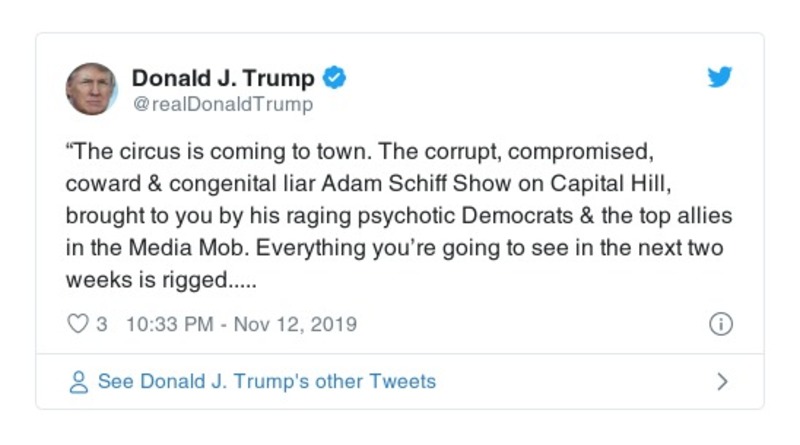 Donald J. Trump
@realDonaldTrump
“The circus is coming to town. The corrupt, compromised,
coward & congenital liar Adam Schiff Show on Capital Hill,
brought to you by his raging psychotic Democrats & the top allies
in the Media Mob. Everything you’re going to see in the next two
weeks is rigged.....
3 10:33 PM - Nov 12, 2019
See Donald J. Trump's other Tweets